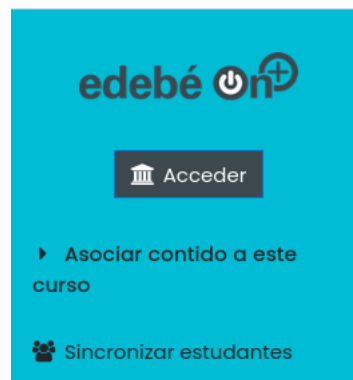 edebé On+
Acceder
Asociar contido a este
curso
Sincronizar estudantes